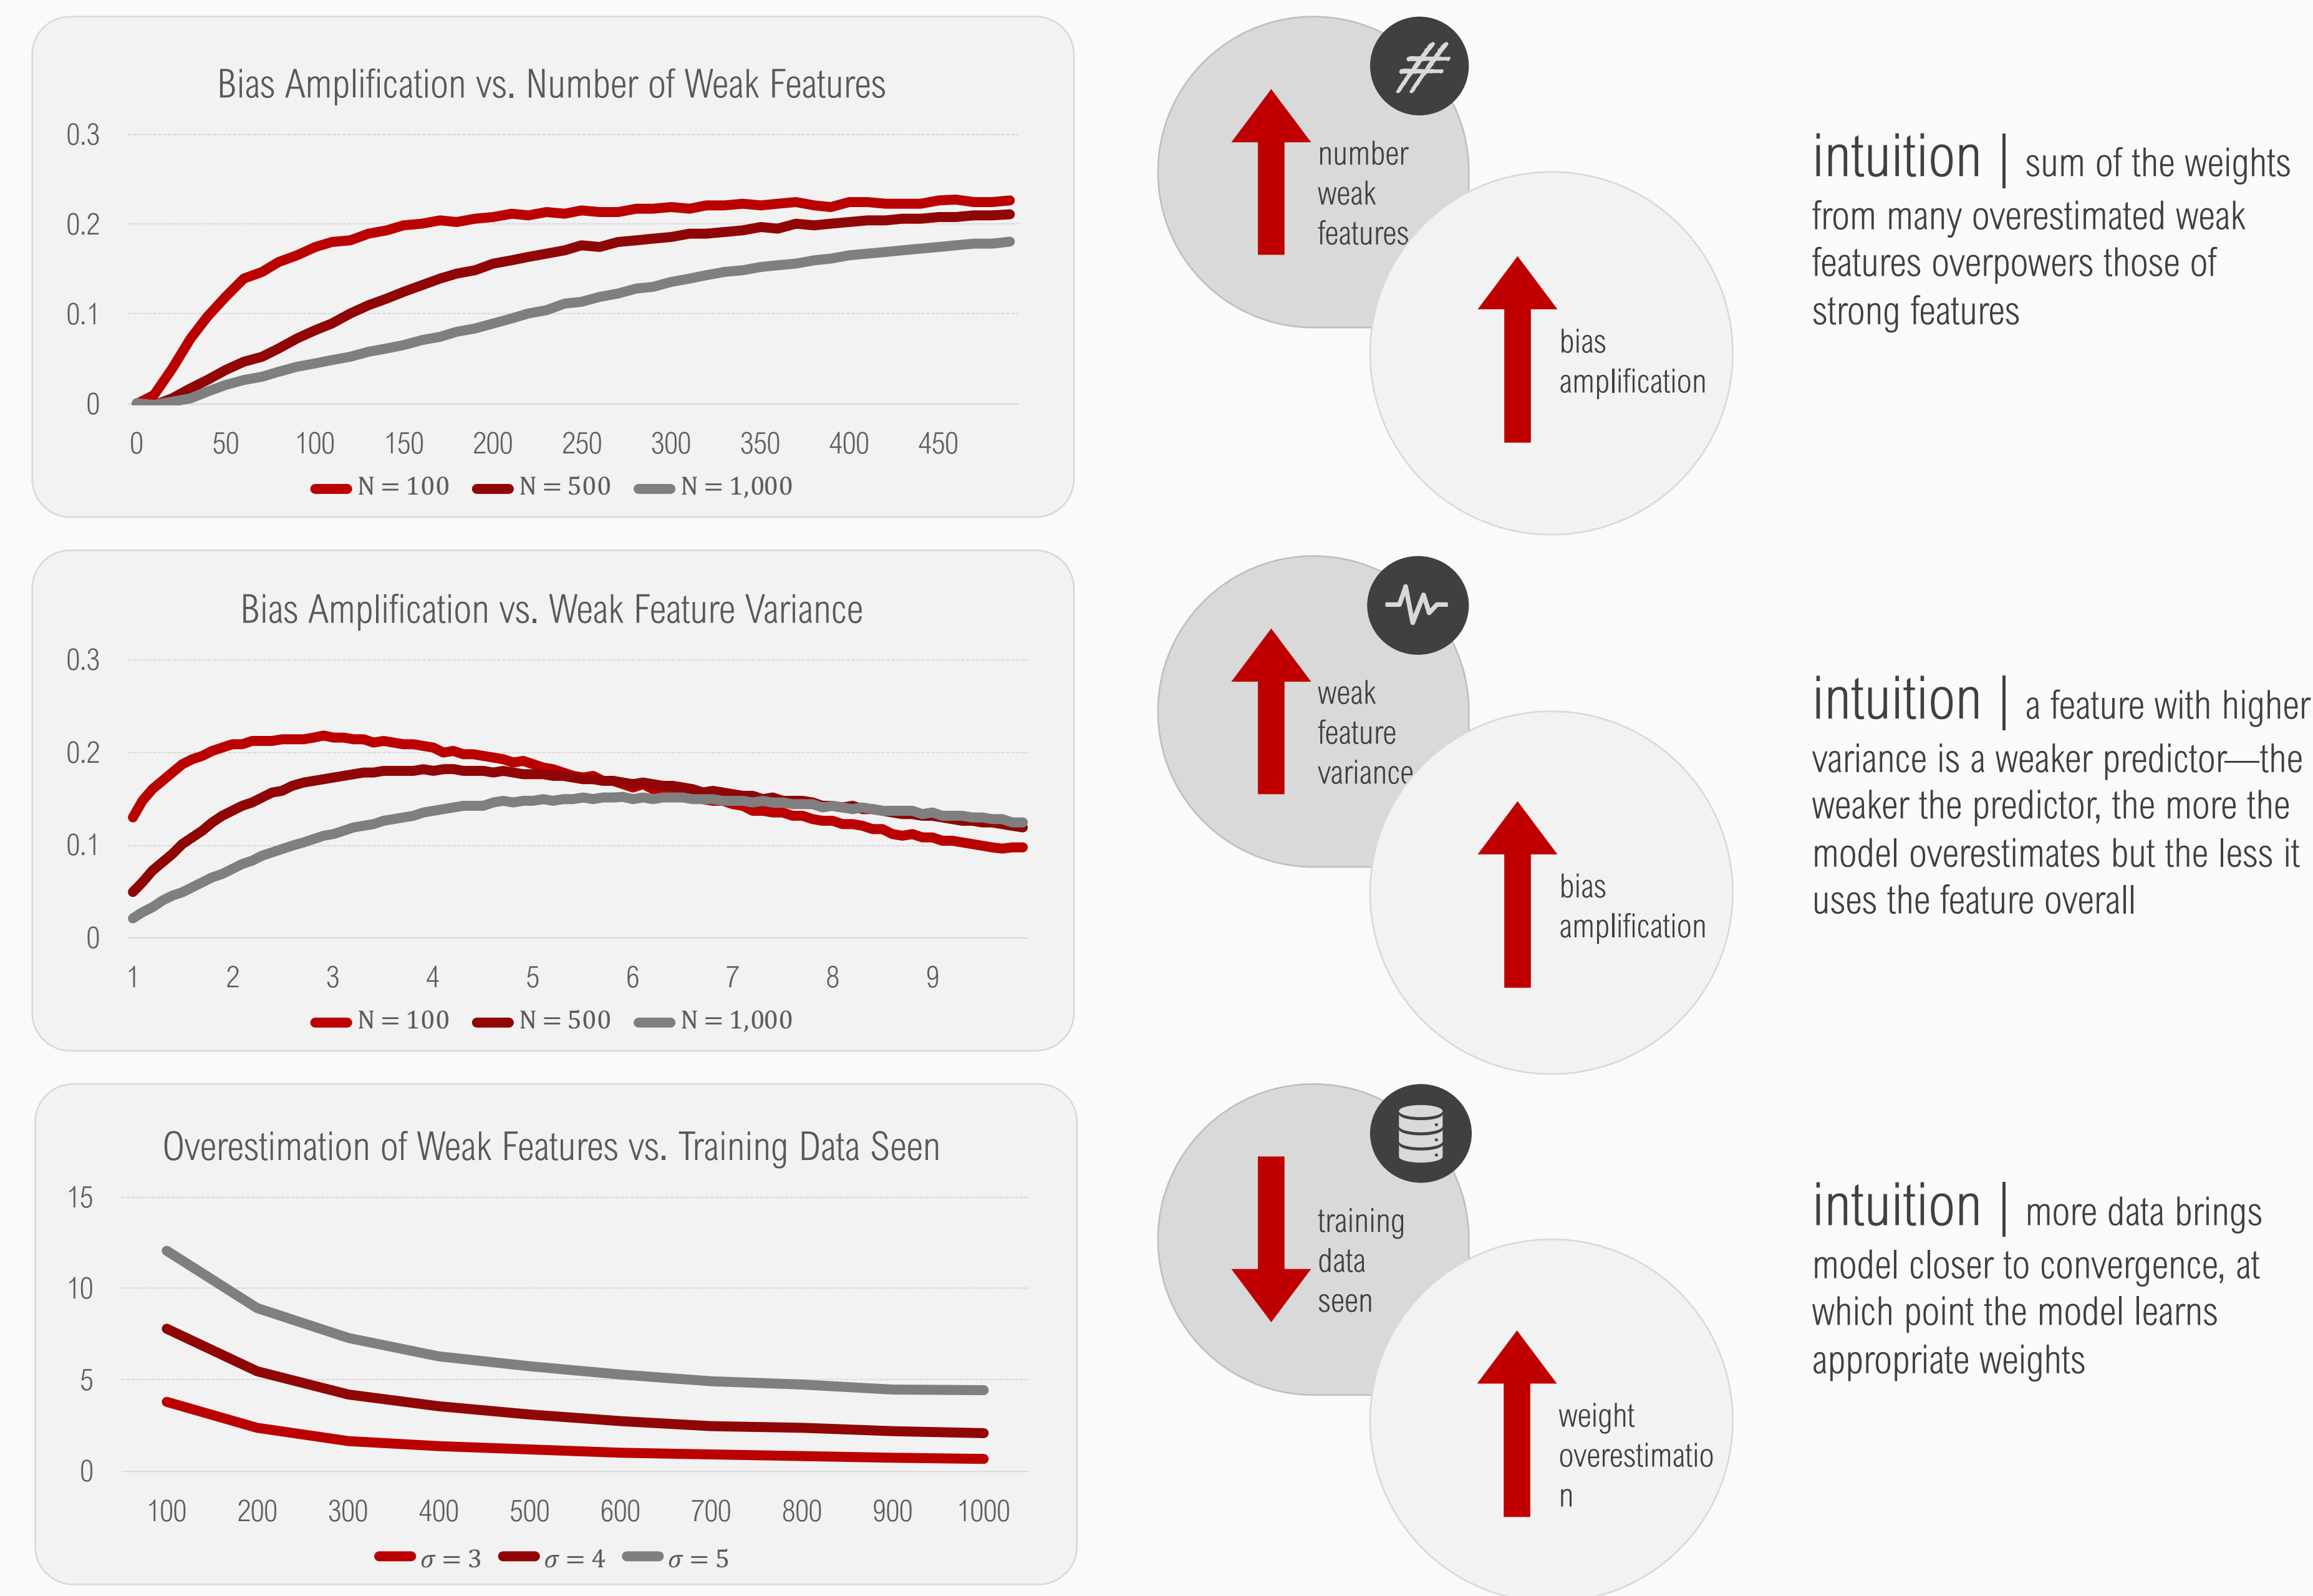 Bias Amplification vs. Number of Weak Features
0.3
0.2
0.1
0
0 50 100 150 200 250 300 350 400 450
N = 100 N = 500 N = 1,000
number
weak
features
bias
amplification
intuition | sum of the weights
from many overestimated weak
features overpowers those of
strong features
Bias Amplification vs. Weak Feature Variance
0.3
0.2
0.1
0
1 2 3 4 5 6 7 8 9
N = 100 N = 500 N = 1,000
weak
feature
variance
bias
amplification
intuition | a feature with higher
variance is a weaker predictor—the
weaker the predictor, the more the
model overestimates but the less it
uses the feature overall
Overestimation of Weak Features vs. Training Data Seen
15
10
5
0
100 200 300 400 500 600 700 800 900 1000
σ = 3 σ = 4 σ = 5
training
data
seen
weight
overestimatio
n
intuition | more data brings
model closer to convergence, at
which point the model learns
appropriate weights